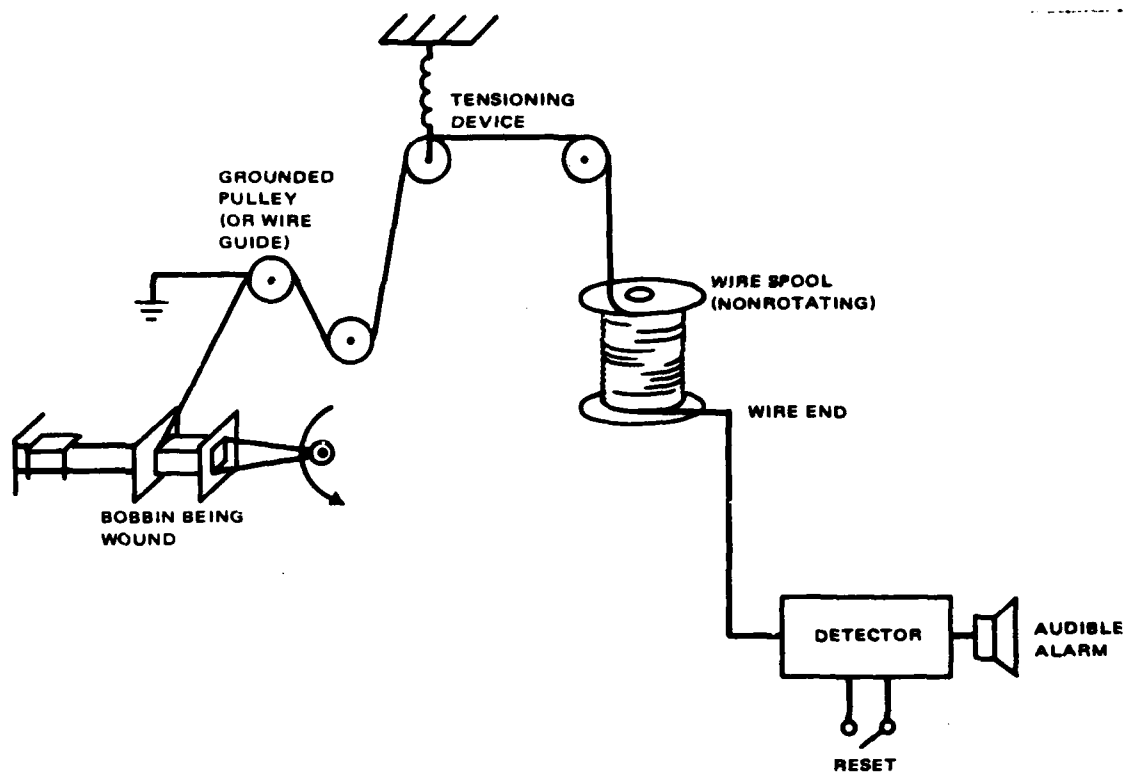 TENSIONING
DEVICE
GROUNDED
PULLEY
(OR WIRE
GUIDE)
WIRE SPOOL
(NONROTATING)
WIRE END
BOBBIN BEING
WOUND
DETECTOR
AUDIBLE
ALARM
RESET